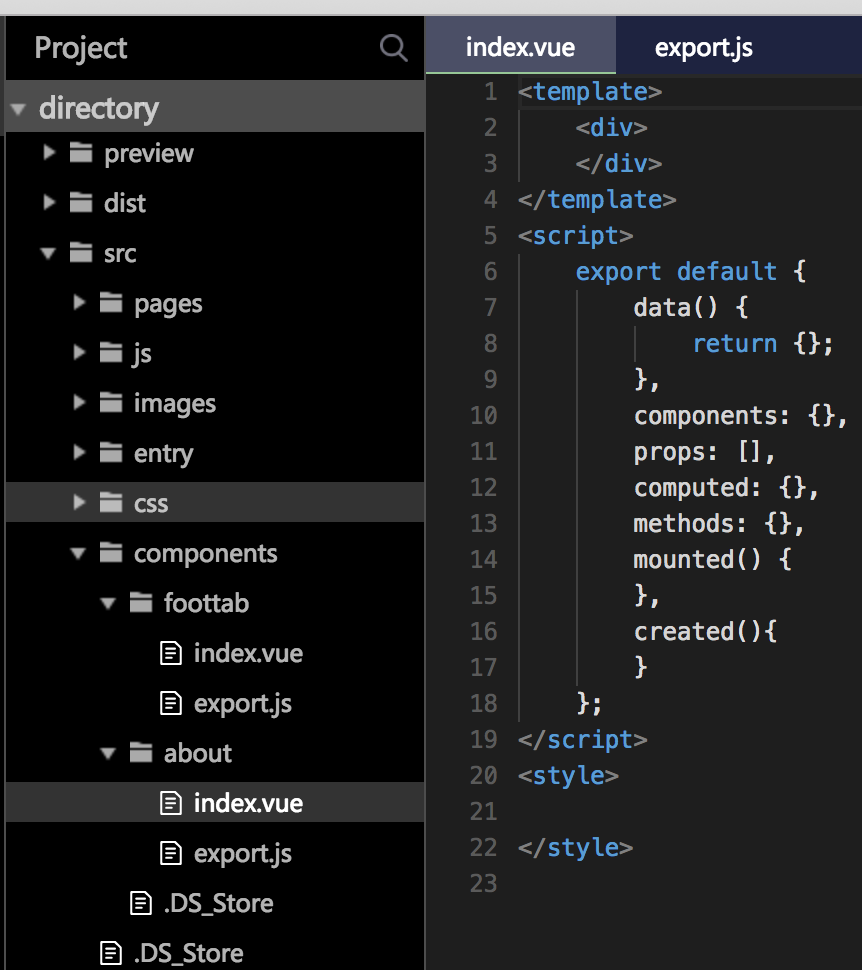 Project
directory
preview
dist
src
pages
js
images
entry
css
components
foottab
index.vue
export.js
about
index.vue
export.js
.DS_Store
.DS_Store
index.vue export.js
1 <template>
2     <div>
3     </div>
4 </template>
5 <script>
6     export default {
7         data() {
8             return {};
9         },
10         components: {},
11         props: [],
12         computed: {},
13         methods: {},
14         mounted() {
15         },
16         created(){
17         }
18     };
19 </script>
20 <style>
21
22 </style>
23